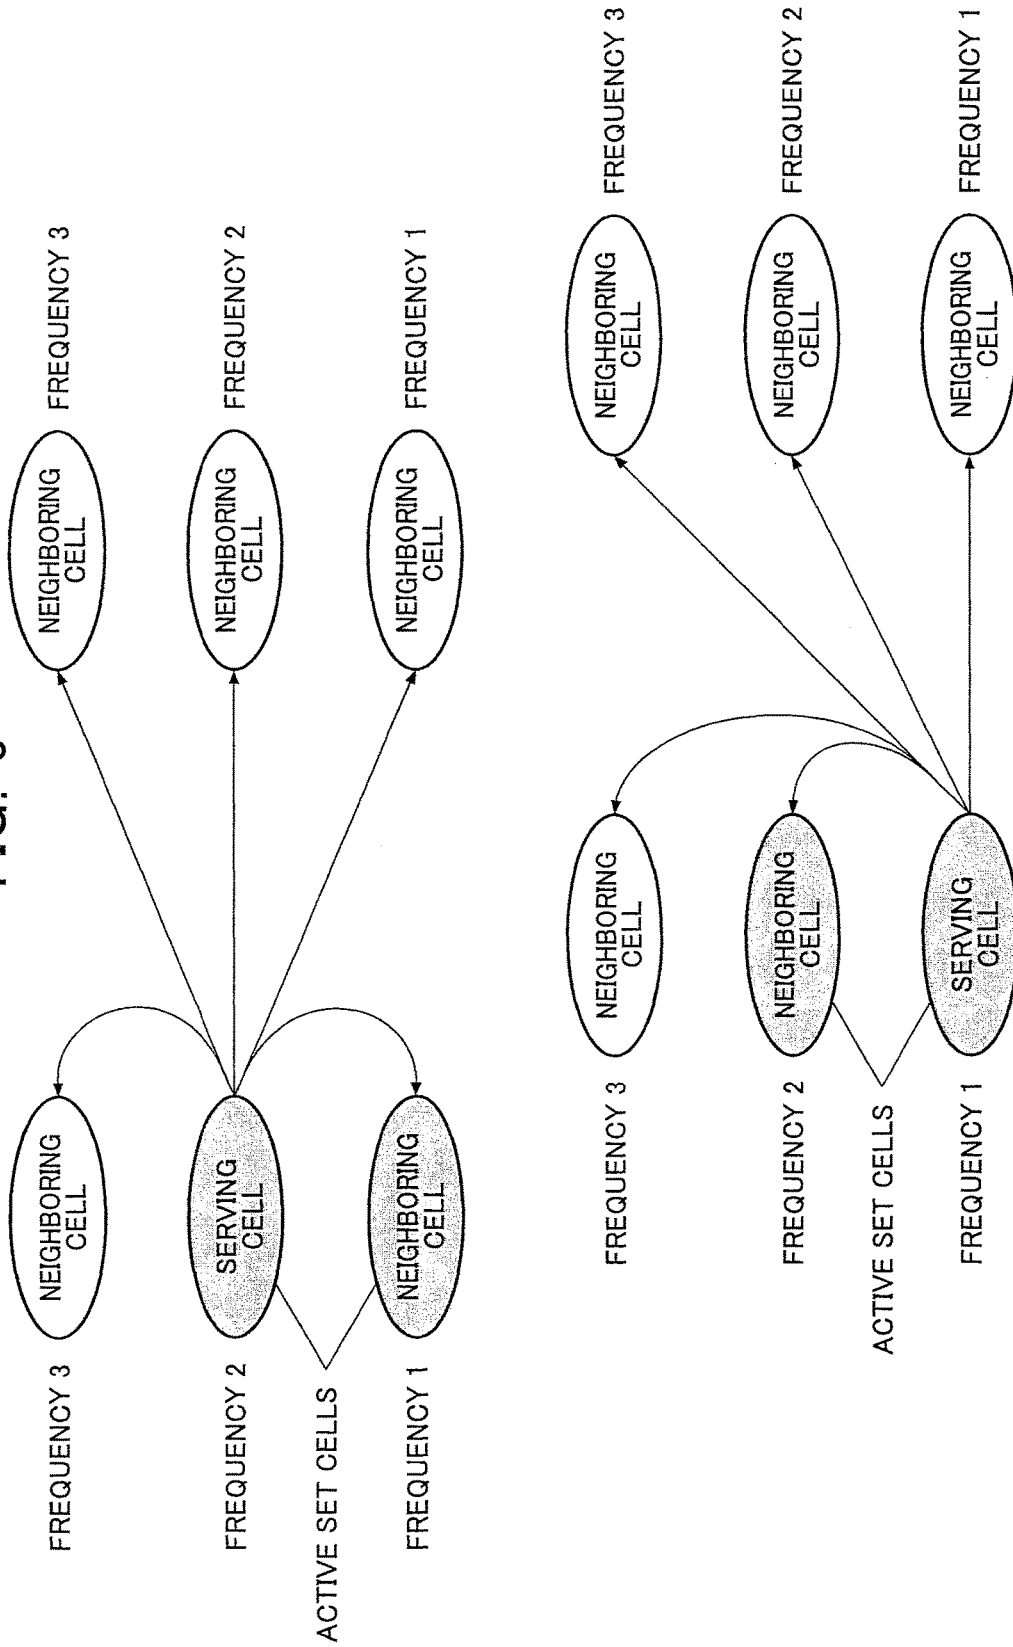 FIG.
FREQUENCY 3
NEIGHBORING
CELL
NEIGHBORING
CELL
FREQUENCY 3
FREQUENCY 2
SERVING
CELL
NEIGHBORING
CELL
FREQUENCY 2
ACTIVE SET CELLS
FREQUENCY 1
NEIGHBORING
CELL
NEIGHBORING
CELL
FREQUENCY 1
FREQUENCY 3
NEIGHBORING
CELL
NEIGHBORING
CELL
FREQUENCY 3
FREQUENCY 2
NEIGHBORING
CELL
NEIGHBORING
CELL
FREQUENCY 2
ACTIVE SET CELLS
FREQUENCY 1
SERVING
CELL
NEIGHBORING
CELL
FREQUENCY 1